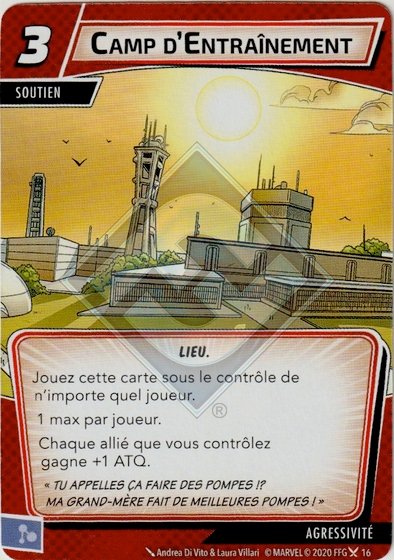 3
CAMP D'ENTRAÎNEMENT
SOUTIEN
LIEU.
Jouez cette carte sous le contrôle de
n'importe quel joueur.
1 max par joueur.
Chaque allié que vous contrôlez
gagne +1 ATQ.
« TU APPELLES ÇA FAIRE DES POMPES !?
MA GRAND-MÈRE FAIT DE MEILLEURES POMPES ! »
®
AGRESSIVITÉ
Andrea Di Vito & Laura Villari © MARVEL © 2020 FFG 16